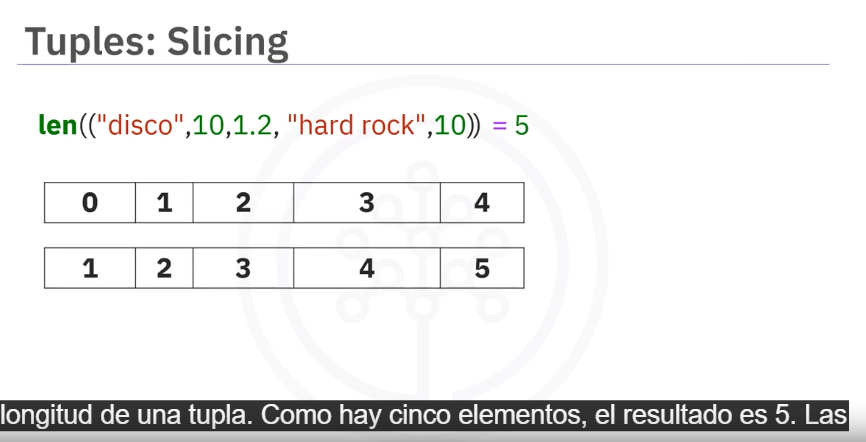 Tuples: Slicing
len(("disco",10,1.2, "hard rock",10)) = 5
0 1 2 3 4
1 2 3 4 5
longitud de una tupla. Como hay cinco elementos, el resultado es 5. Las